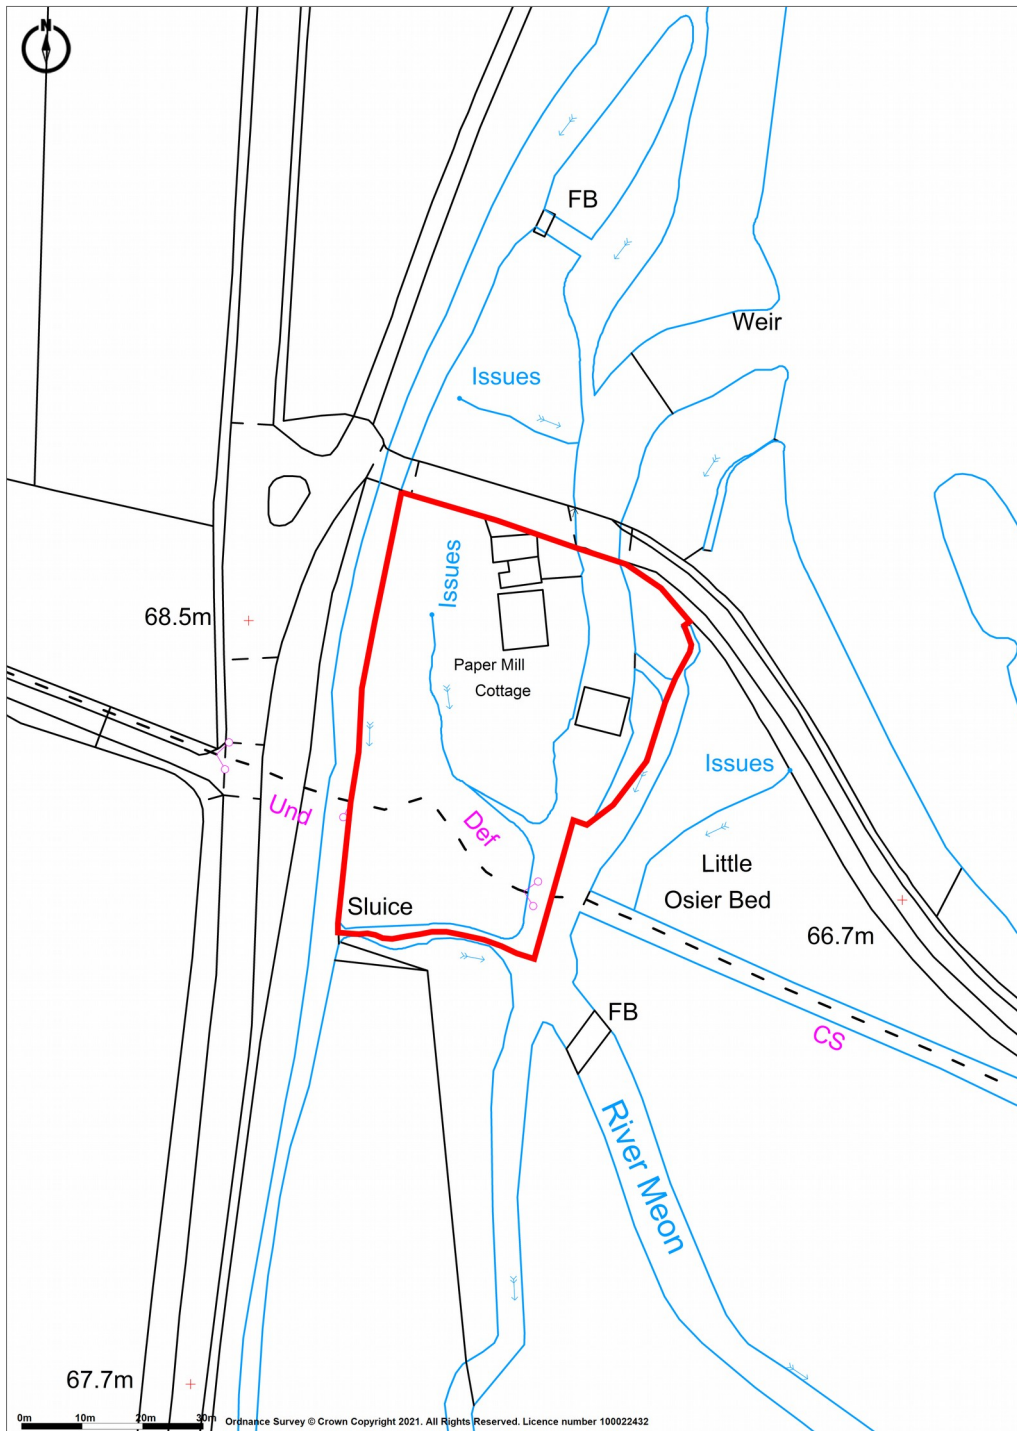 N
FB
Weir
Issues
Issues
68.5m
Paper Mill
Cottage
Issues
Und
Def
Little
Osier Bed
Sluice
66.7m
FB
CS
River Meon
67.7m
0m 10m 20m 30m
Ordnance Survey © Crown Copyright 2021. All Rights Reserved. Licence number 100022432